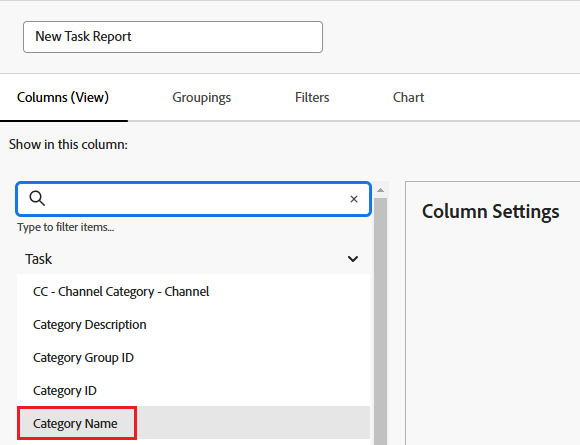 New Task Report
Columns (View) Groupings Filters Chart
Show in this column:
Type to filter items...
Column Settings
Task
CC - Channel Category - Channel
Category Description
Category Group ID
Category ID
Category Name